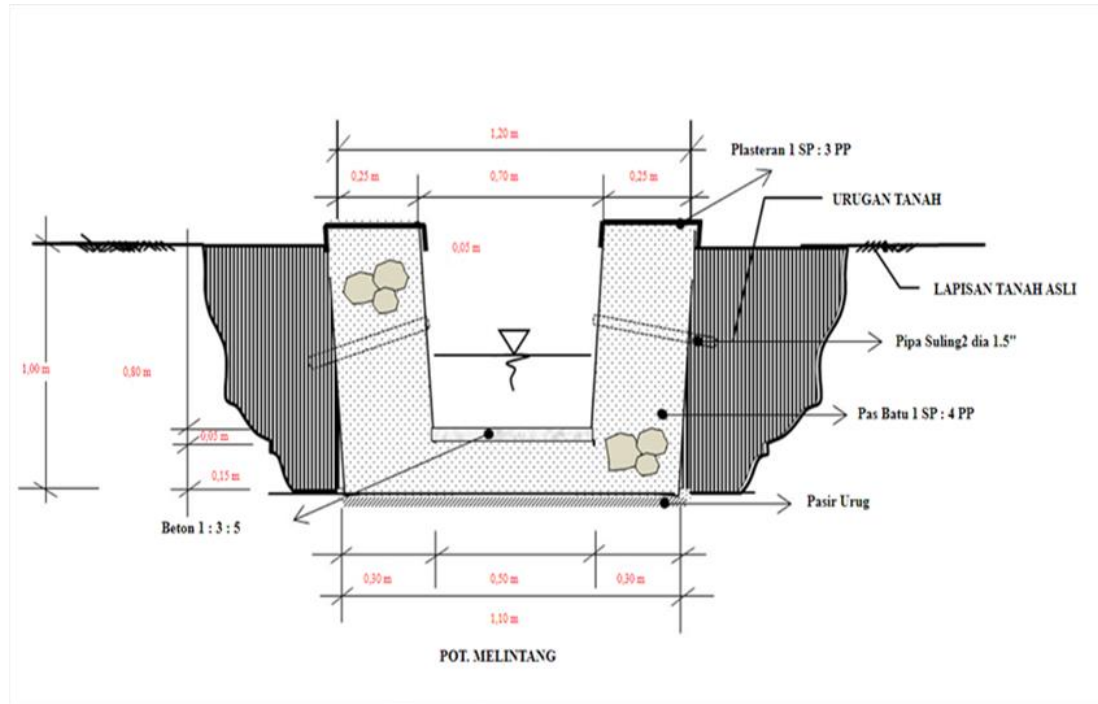 1,20 m
Plasteran 1 SP : 3 PP
0,25 m
0,70 m
0,25 m
URUGAN TANAH
0,05 m
LAPISAN TANAH ASLI
Pipa Suling2 dia 1.5"
1,00 m
0,80 m
Pas Batu 1 SP : 4 PP
0,05 m
0,15 m
Pasir Urug
Beton 1 : 3 : 5
0,30 m
0,50 m
0,30 m
1,10 m
POT. MELINTANG